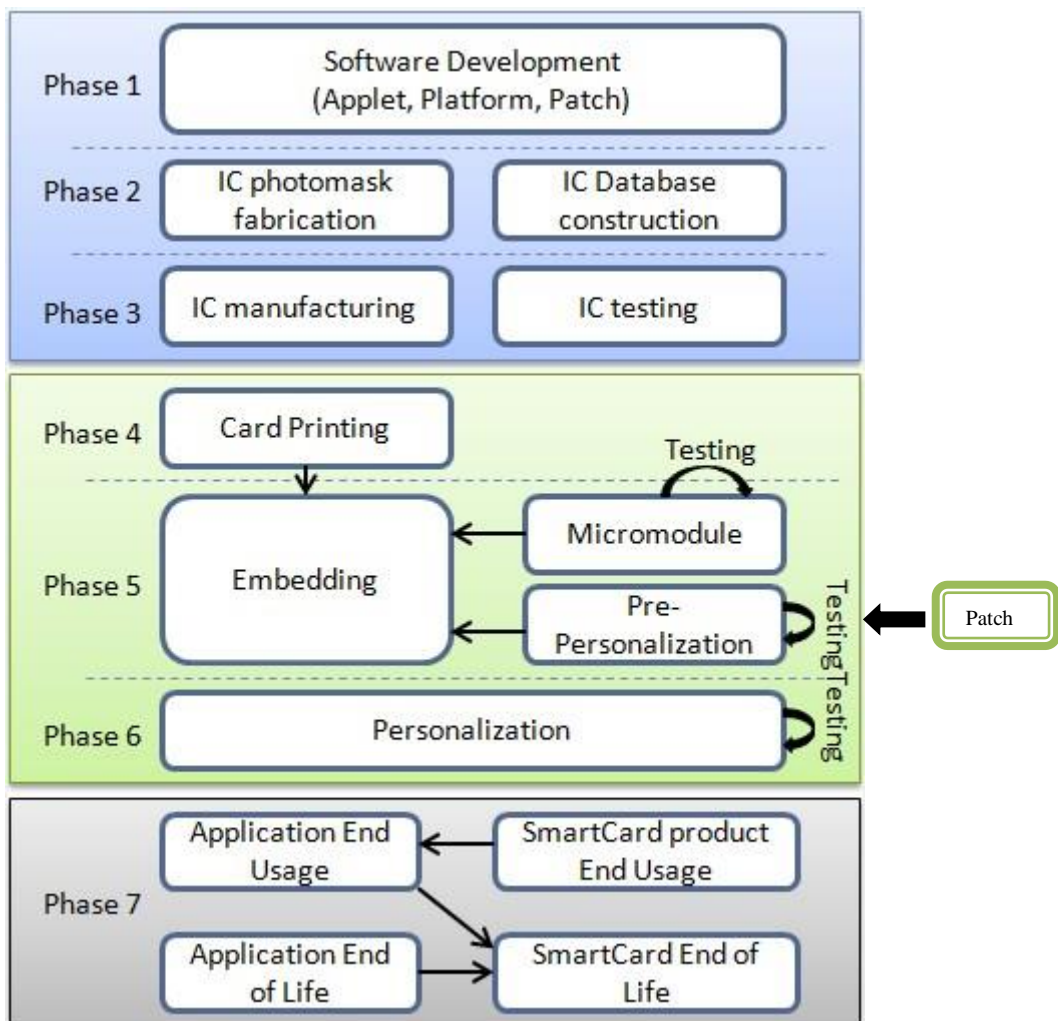 Phase 1
Software Development
(Applet, Platform, Patch)
Phase 2
IC photomask
fabrication
IC Database
construction
Phase 3
IC manufacturing
IC testing
Phase 4
Card Printing
Testing
Phase 5
Embedding
Micromodule
Pre-
Personalization
Testing
Patch
Phase 6
Personalization
Testing
Phase 7
Application End
Usage
SmartCard product
End Usage
Application End
of Life
SmartCard End of
Life